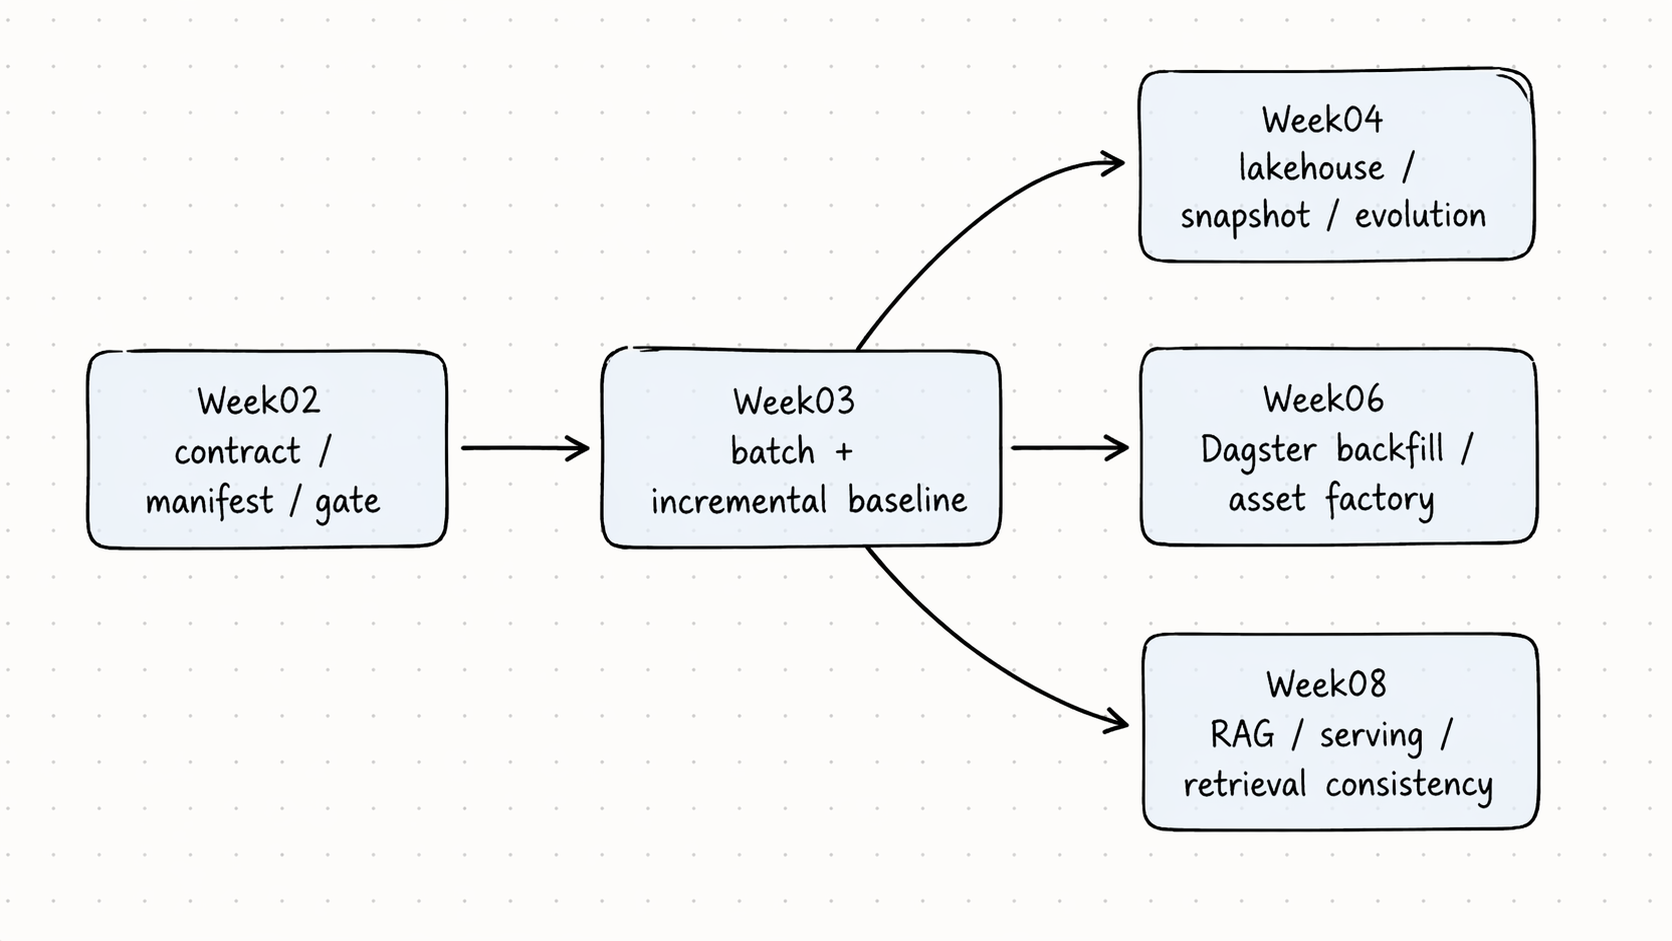 Week02
contract /
manifest / gate
Week03
batch +
incremental baseline
Week04
lakehouse /
snapshot / evolution
Week06
Dagster backfill /
asset factory
Week08
RAG / serving /
retrieval consistency